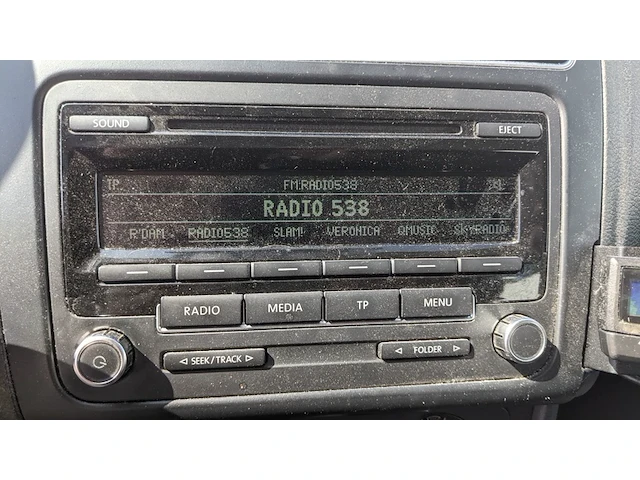 SOUND
EJECT
TP FM:RADIO538
RADIO 538
R'DAM RADIO538 SLAM! VERONICA QMUSIC SKYRADIO
RADIO MEDIA TP MENU
◁ SEEK/TRACK ▷
◁ FOLDER ▷